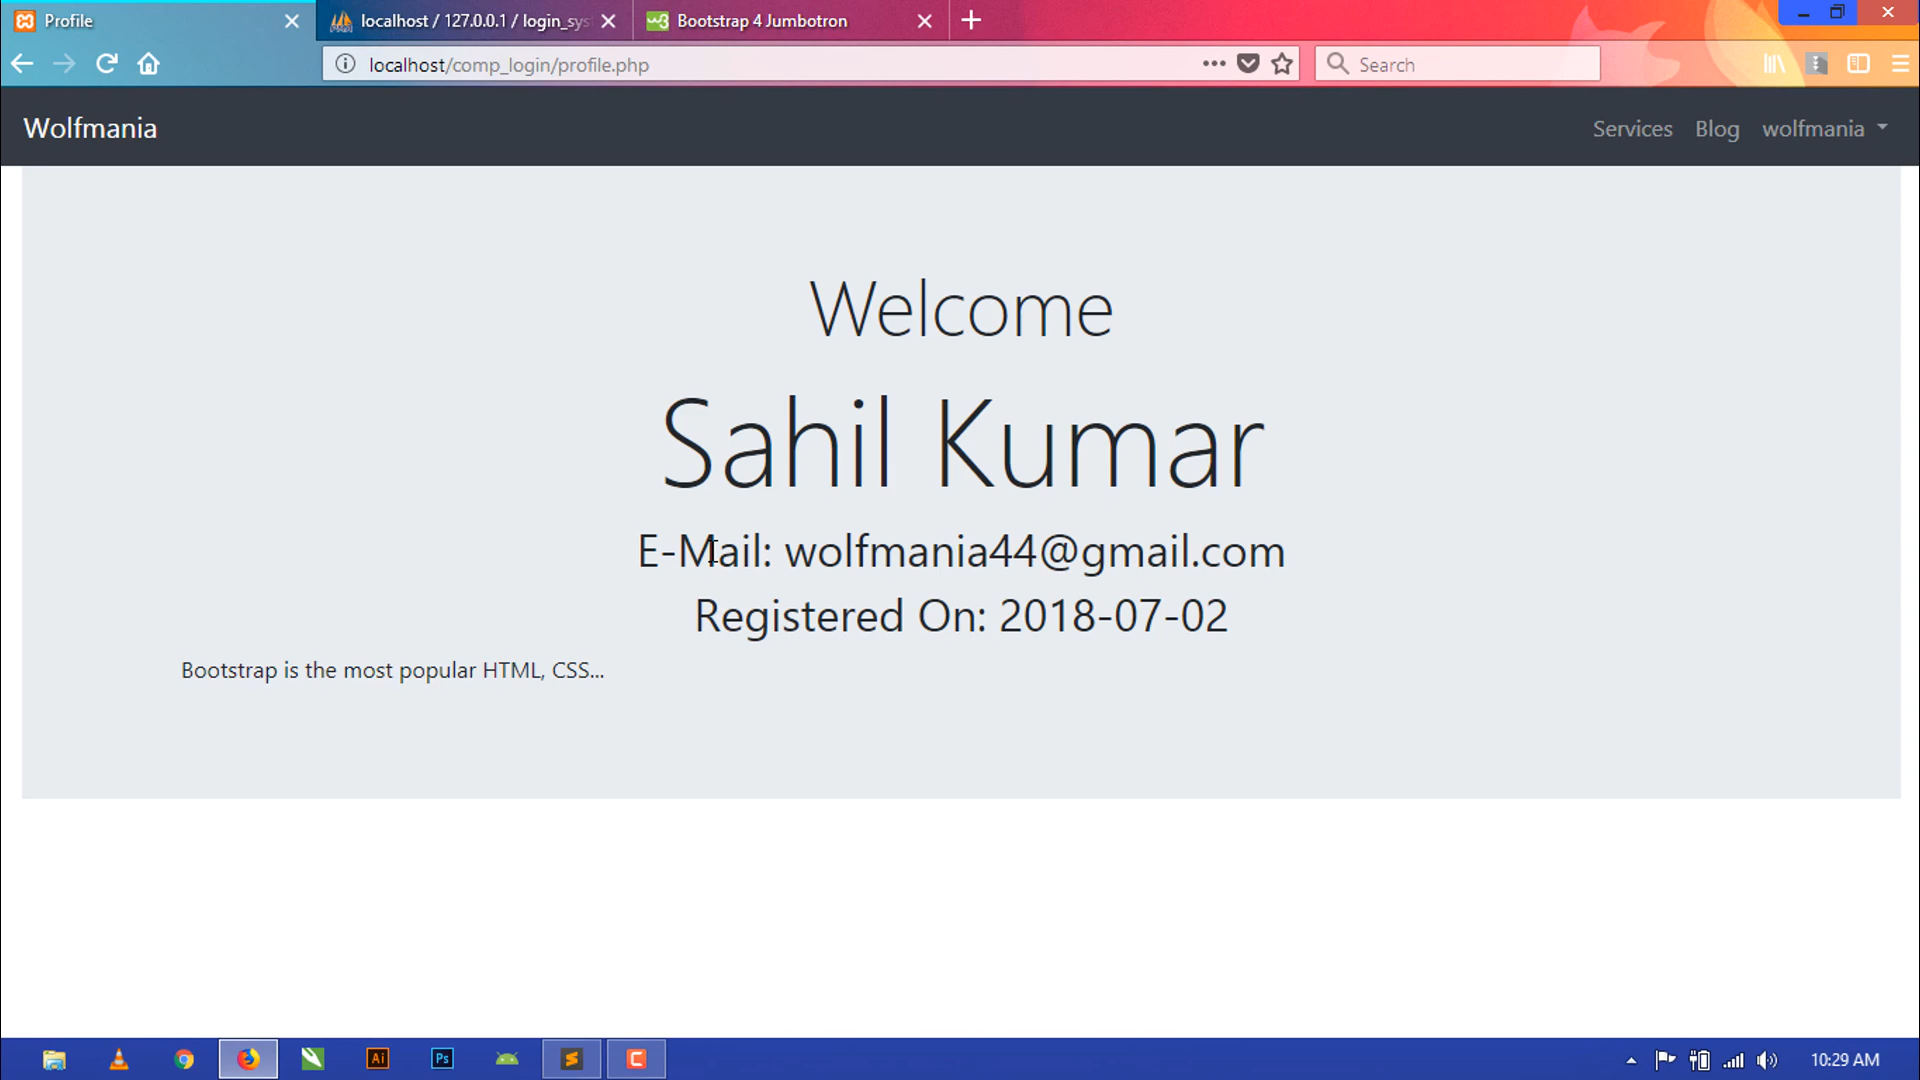 Profile
localhost / 127.0.0.1 / login_sys
Bootstrap 4 Jumbotron
localhost/comp_login/profile.php
Search
Wolfmania
Services Blog wolfmania
Welcome
Sahil Kumar
E-Mail: wolfmania44@gmail.com
Registered On: 2018-07-02
Bootstrap is the most popular HTML, CSS...
Ai
Ps
10:29 AM